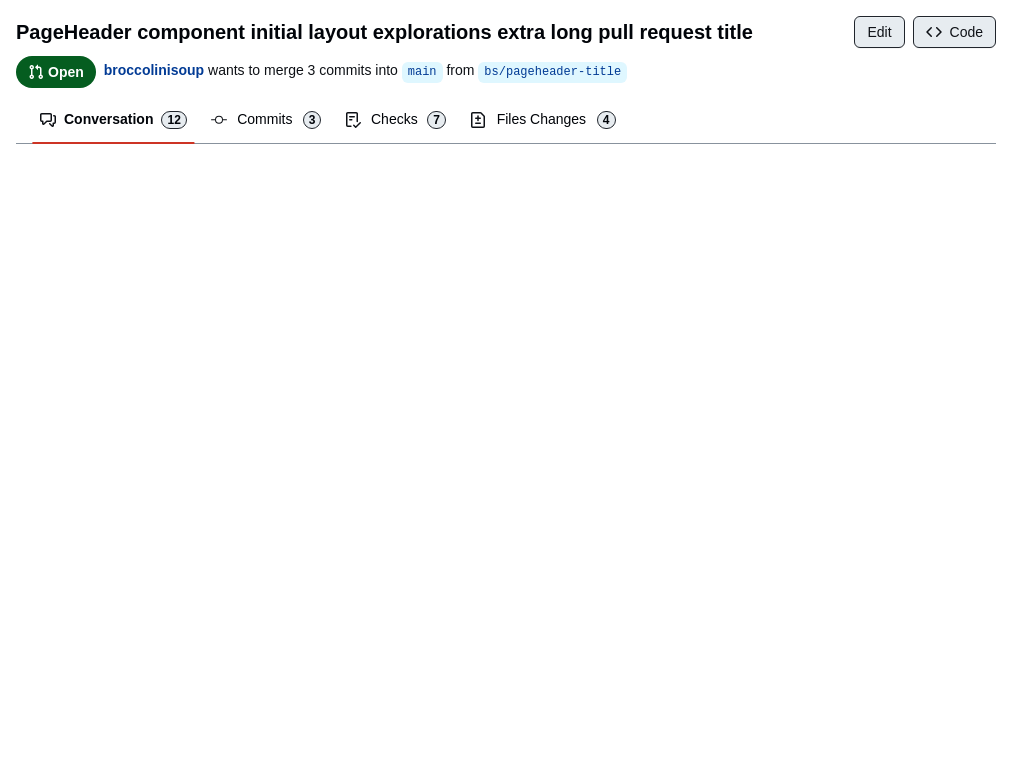 PageHeader component initial layout explorations extra long pull request title Edit Code
Open broccolinisoup wants to merge 3 commits into main from bs/pageheader-title
Conversation 12 Commits 3 Checks 7 Files Changes 4